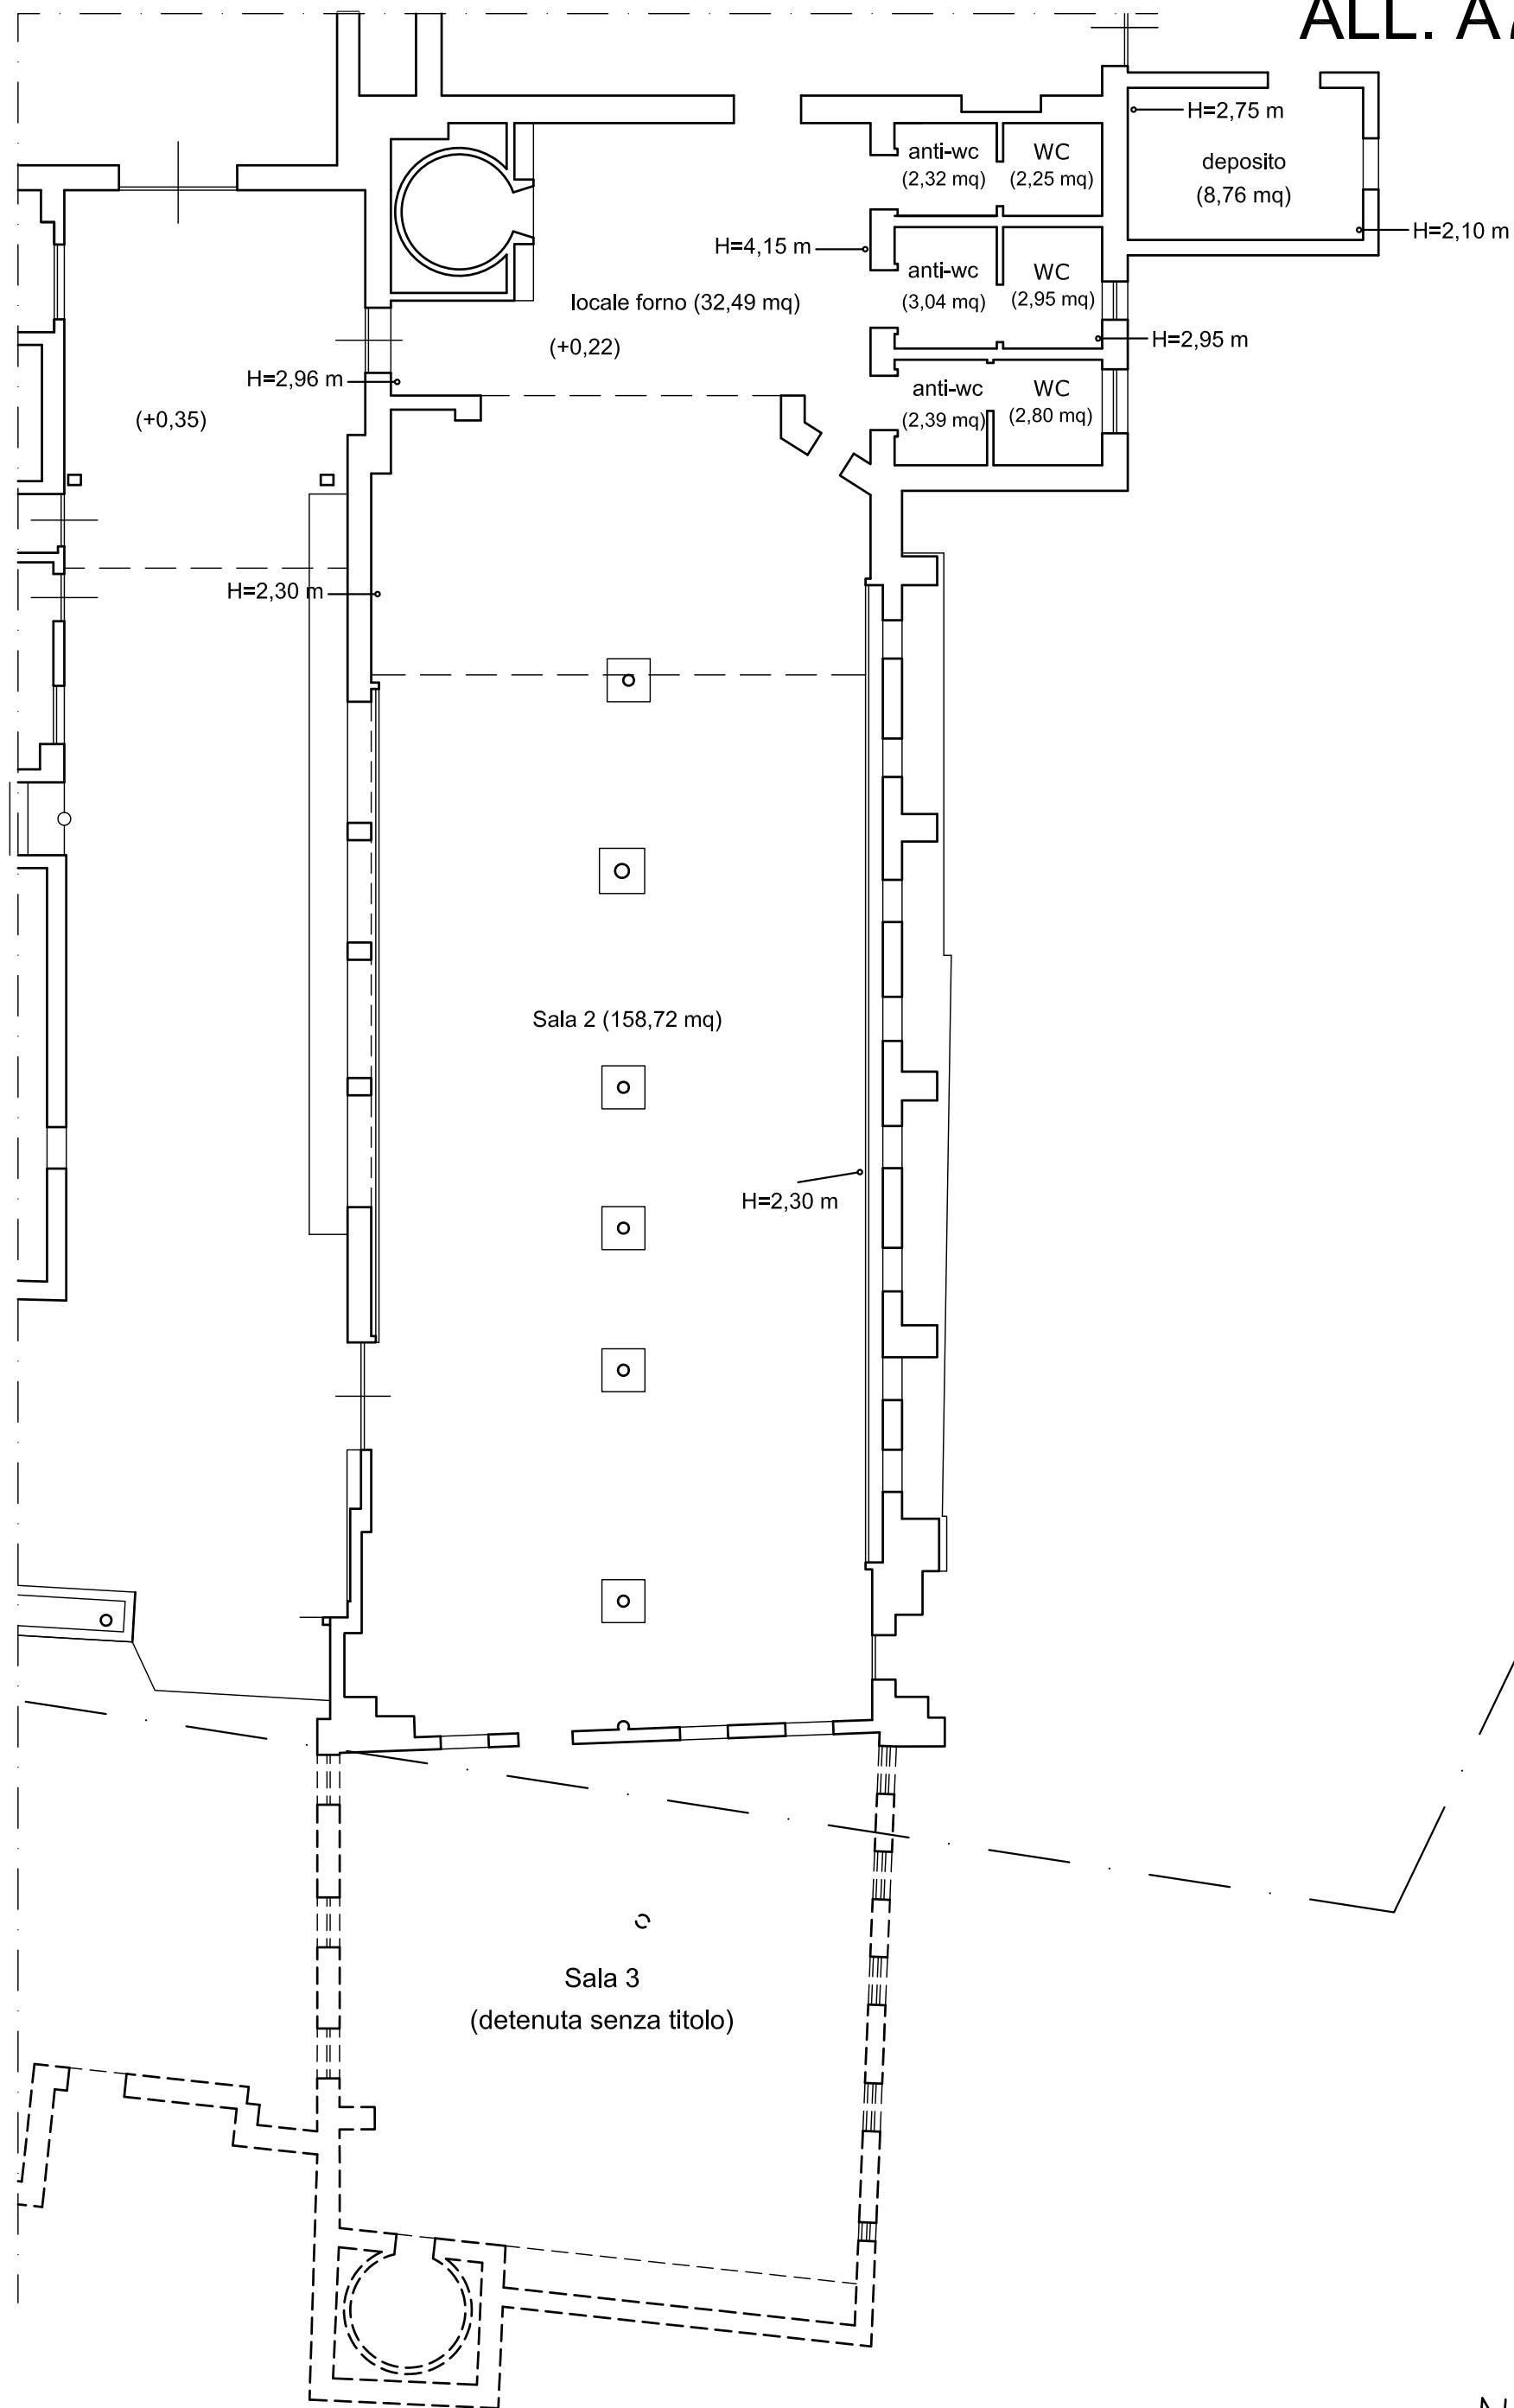 ALL. A
H=2,75 m
anti-wc
(2,32 mq)
WC
(2,25 mq)
deposito
(8,76 mq)
H=2,10 m
H=4,15 m
anti-wc
(3,04 mq)
WC
(2,95 mq)
locale forno (32,49 mq)
(+0,22)
H=2,95 m
H=2,96 m
anti-wc
(2,39 mq)
WC
(2,80 mq)
(+0,35)
H=2,30 m
Sala 2 (158,72 mq)
H=2,30 m
Sala 3
(detenuta senza titolo)